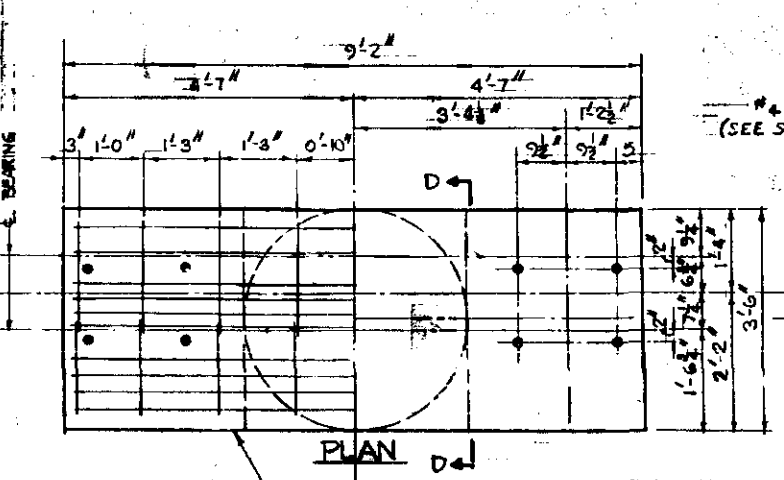 9'-2"
4'-7" 4'-7"
3'-4½" 1'-2½"
3" 1'-0" 1'-3" 1'-3" 0'-10" 9½" 9½" 5
#4
(SEE S
℄ BEARING
D
2" 6¾" 9¼" 1'-4"
2" 7¼" 3'-6"
1'-6¾" 2'-2"
PLAN D